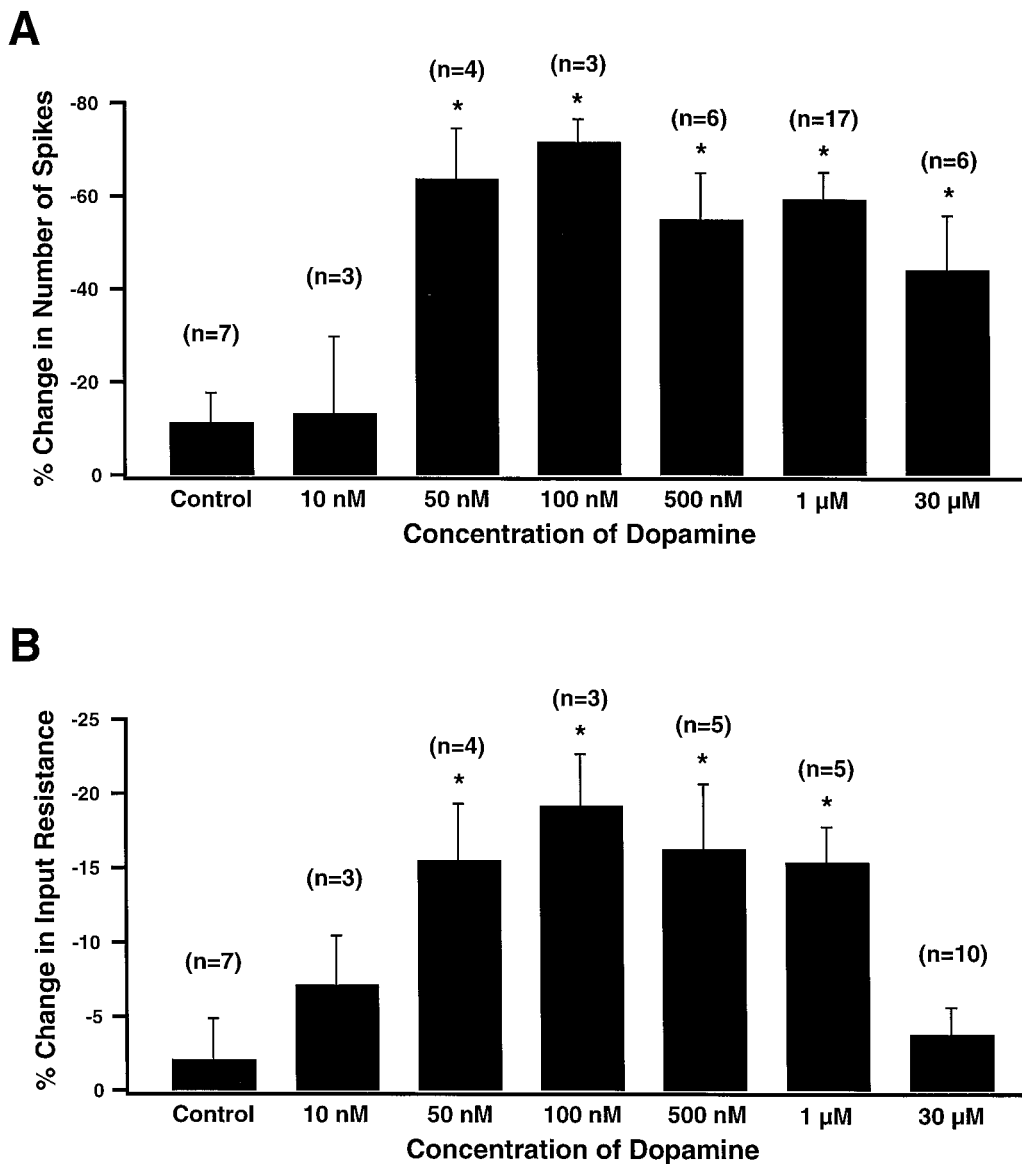 A
% Change in Number of Spikes
-80
-60
-40
-20
0
(n=7)
(n=3)
(n=4)
*
(n=3)
*
(n=6)
*
(n=17)
*
(n=6)
*
Control 10 nM 50 nM 100 nM 500 nM 1 µM 30 µM
Concentration of Dopamine
B
% Change in Input Resistance
-25
-20
-15
-10
-5
0
(n=7)
(n=3)
(n=4)
*
(n=3)
*
(n=5)
*
(n=5)
*
(n=10)
Control 10 nM 50 nM 100 nM 500 nM 1 µM 30 µM
Concentration of Dopamine